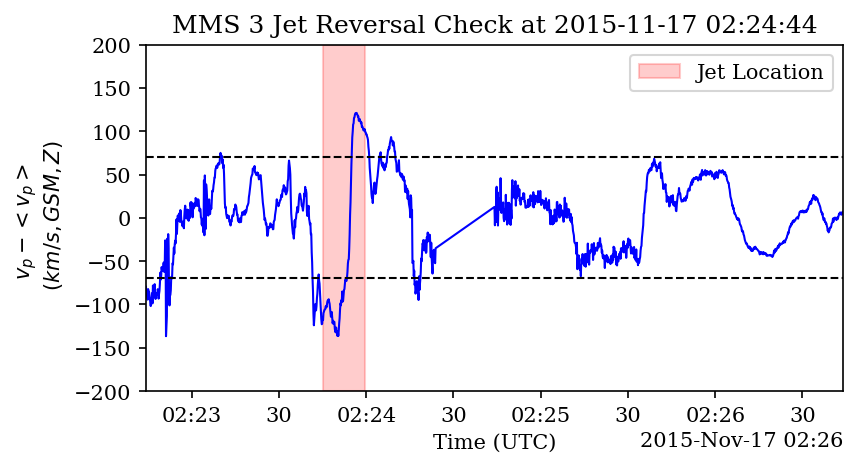 MMS 3 Jet Reversal Check at 2015-11-17 02:24:44
200
150
100
50
0
−50
−100
−150
−200
v_p − < v_p >
(km/s, GSM, Z)
Jet Location
02:23 30 02:24 30 02:25 30 02:26 30
Time (UTC)
2015-Nov-17 02:26